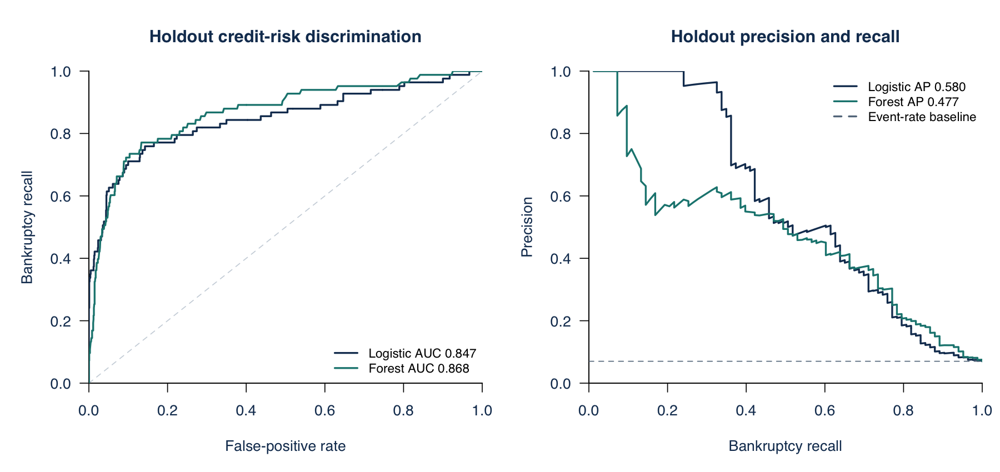 Holdout credit-risk discrimination
Bankruptcy recall
1.0
0.8
0.6
0.4
0.2
0.0
0.0 0.2 0.4 0.6 0.8 1.0
False-positive rate
Logistic AUC 0.847
Forest AUC 0.868
Holdout precision and recall
Precision
1.0
0.8
0.6
0.4
0.2
0.0
0.0 0.2 0.4 0.6 0.8 1.0
Bankruptcy recall
Logistic AP 0.580
Forest AP 0.477
Event-rate baseline